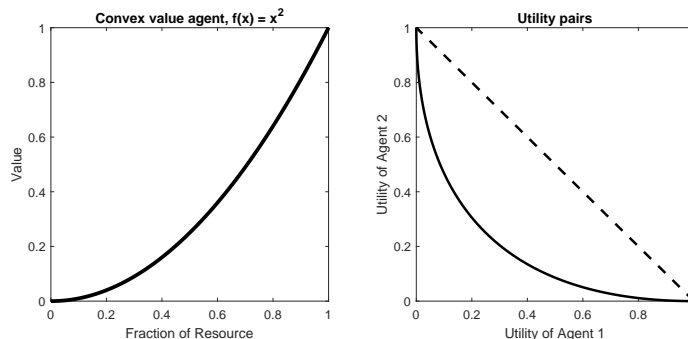 Convex value agent, f(x) = x²
Value
1
0.8
0.6
0.4
0.2
0
0 0.2 0.4 0.6 0.8 1
Fraction of Resource
Utility pairs
Utility of Agent 2
1
0.8
0.6
0.4
0.2
0
0 0.2 0.4 0.6 0.8
Utility of Agent 1